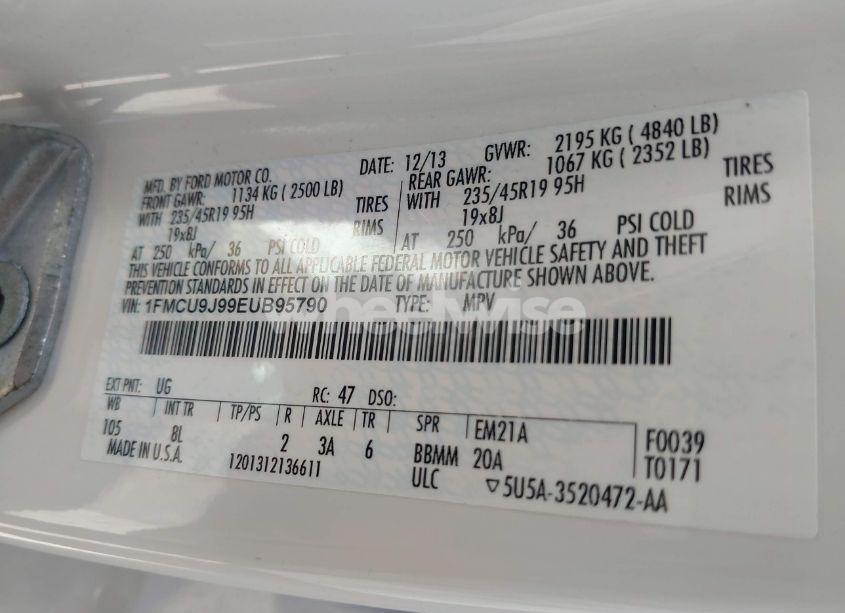 MFD. BY FORD MOTOR CO. DATE: 12/13 GVWR: 2195 KG ( 4840 LB)
FRONT GAWR: 1134 KG ( 2500 LB) REAR GAWR: 1067 KG ( 2352 LB)
WITH 235/45R19 95H TIRES WITH 235/45R19 95H TIRES
19x8J RIMS 19x8J RIMS
AT 250 kPa/ 36 PSI COLD AT 250 kPa/ 36 PSI COLD
THIS VEHICLE CONFORMS TO ALL APPLICABLE FEDERAL MOTOR VEHICLE SAFETY AND THEFT
PREVENTION STANDARDS IN EFFECT ON THE DATE OF MANUFACTURE SHOWN ABOVE.
VIN: 1FMCU9J99EUB95790 TYPE: MPV
wheelwise
EXT PNT: UG RC: 47 DSO:
WB INT TR TP/PS R AXLE TR SPR EM21A F0039
105 8L 2 3A 6 BBMM 20A T0171
MADE IN U.S.A. 1201312136611 ULC ▽5U5A-3520472-AA